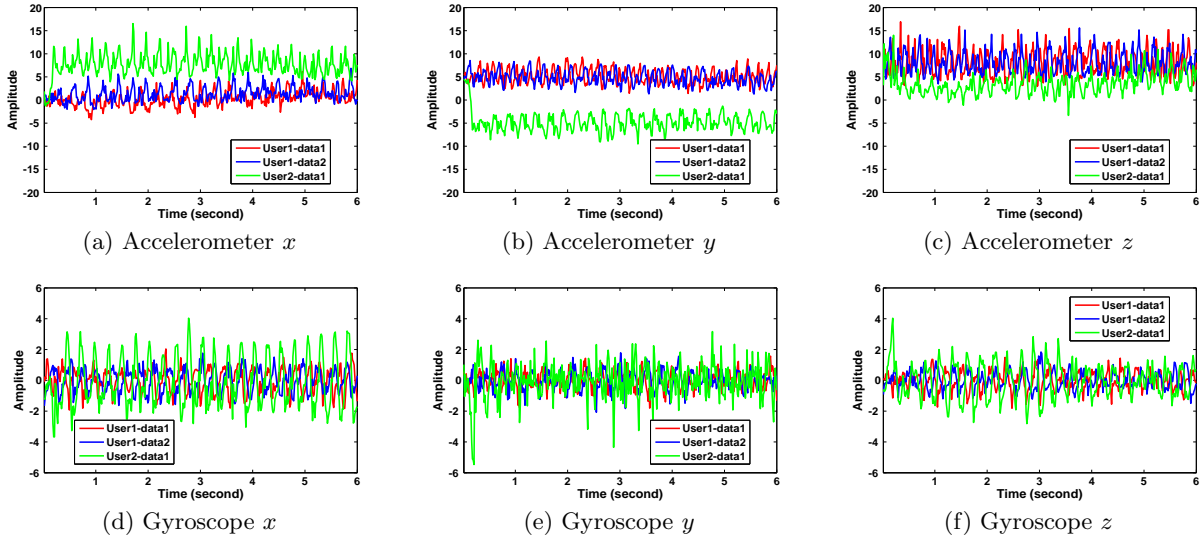 20
15
10
5
0
-5
-10
-15
-20
Amplitude
User1-data1
User1-data2
User2-data1
1 2 3 4 5 6
Time (second)
(a) Accelerometer x
20
15
10
5
0
-5
-10
-15
-20
Amplitude
User1-data1
User1-data2
User2-data1
1 2 3 4 5 6
Time (second)
(b) Accelerometer y
20
15
10
5
0
-5
-10
-15
-20
Amplitude
User1-data1
User1-data2
User2-data1
1 2 3 4 5 6
Time (second)
(c) Accelerometer z
6
4
2
0
-2
-4
-6
Amplitude
User1-data1
User1-data2
User2-data1
1 2 3 4 5 6
Time (second)
(d) Gyroscope x
6
4
2
0
-2
-4
-6
Amplitude
User1-data1
User1-data2
User2-data1
1 2 3 4 5 6
Time (second)
(e) Gyroscope y
6
4
2
0
-2
-4
-6
Amplitude
User1-data1
User1-data2
User2-data1
1 2 3 4 5 6
Time (second)
(f) Gyroscope z